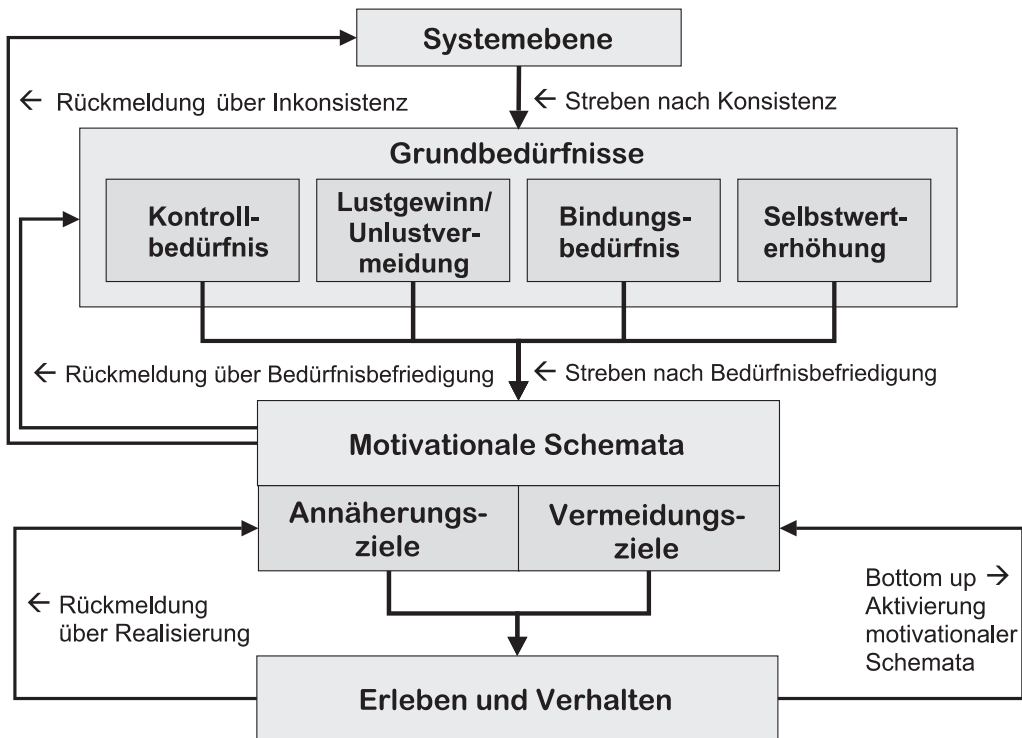 Systemebene
← Rückmeldung über Inkonsistenz
← Streben nach Konsistenz
Grundbedürfnisse
Kontroll-
bedürfnis
Lustgewinn/
Unlustver-
meidung
Bindungs-
bedürfnis
Selbstwert-
erhöhung
← Rückmeldung über Bedürfnisbefriedigung
← Streben nach Bedürfnisbefriedigung
Motivationale Schemata
Annäherungs-
ziele
Vermeidungs-
ziele
← Rückmeldung
über Realisierung
Bottom up →
Aktivierung
motivationaler
Schemata
Erleben und Verhalten